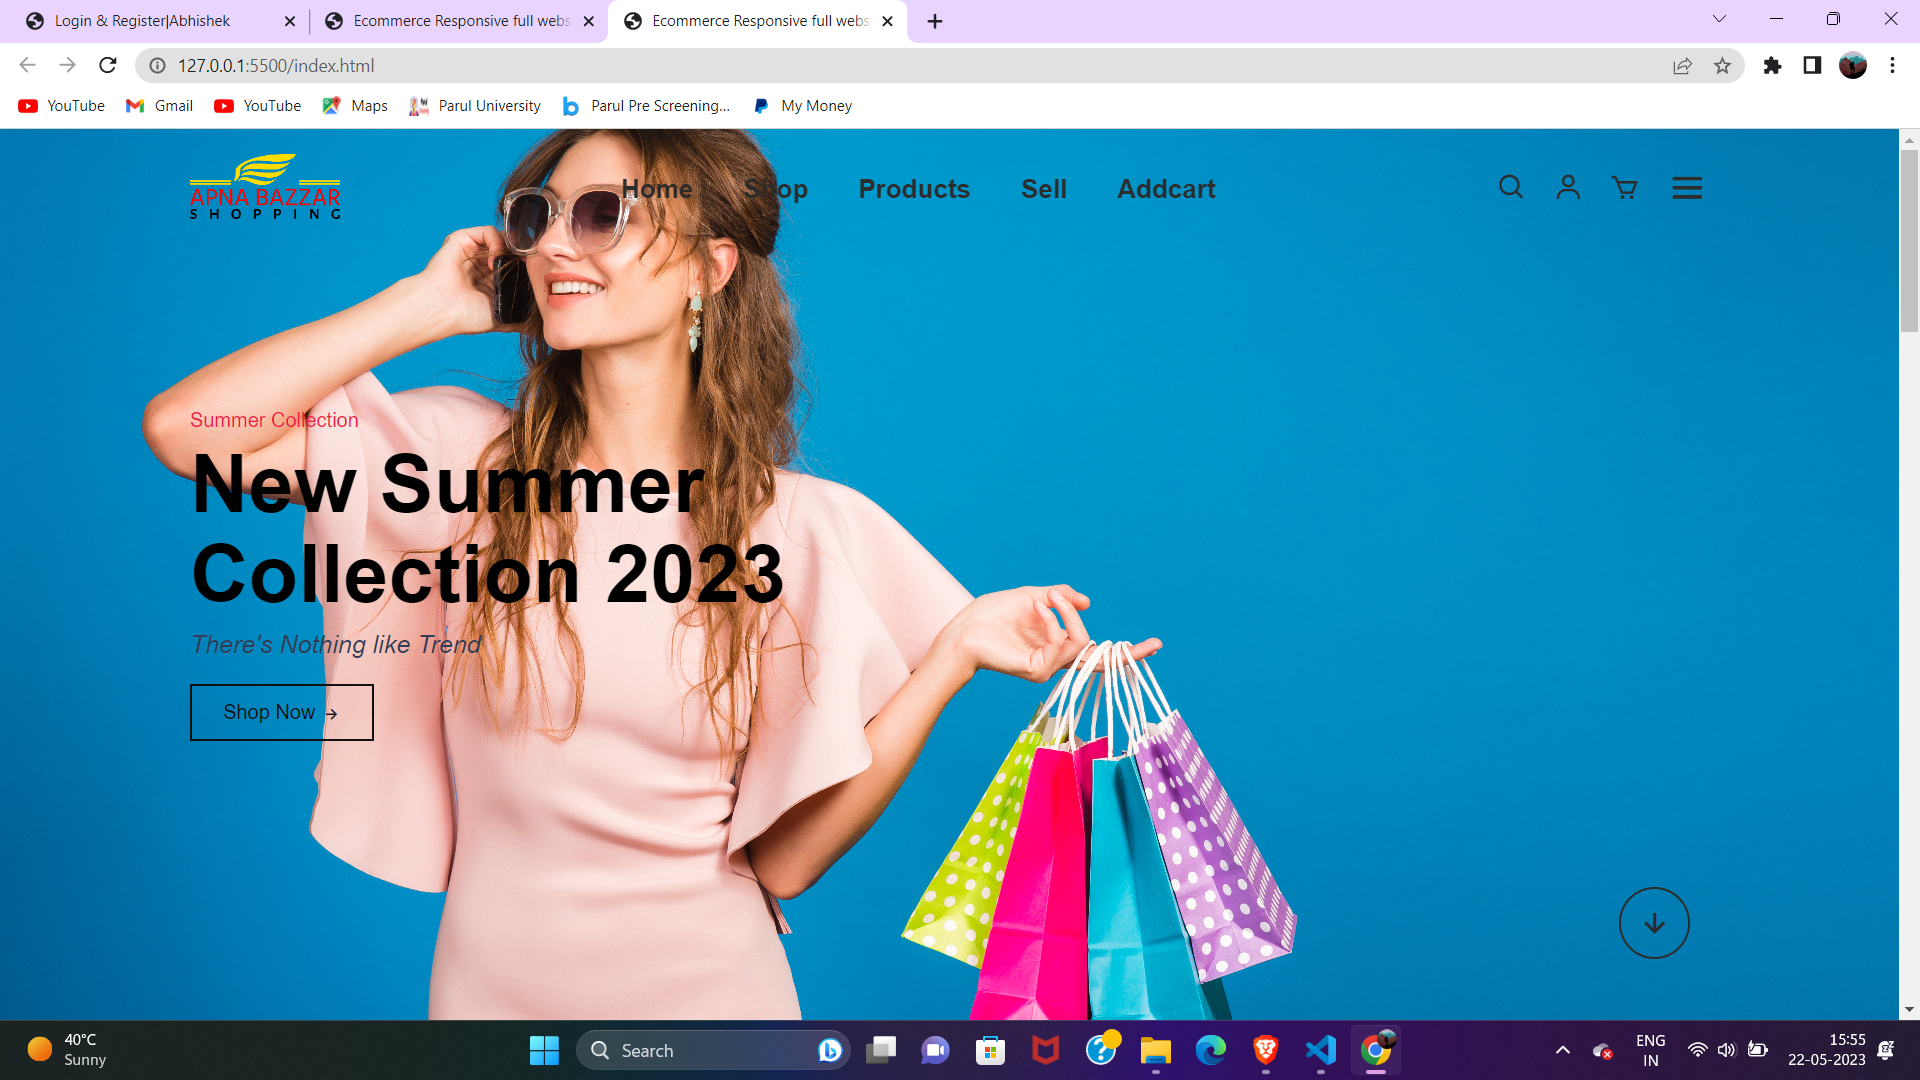 Login & Register|Abhishek
Ecommerce Responsive full webs
Ecommerce Responsive full webs
127.0.0.1:5500/index.html
YouTube
Gmail
YouTube
Maps
Parul University
Parul Pre Screening...
My Money
APNA BAZZAR
SHOPPING
Home
Shop
Products
Sell
Addcart
Summer Collection
New Summer
Collection 2023
There's Nothing like Trend
Shop Now
40°C
Sunny
Search
ENG
IN
15:55
22-05-2023